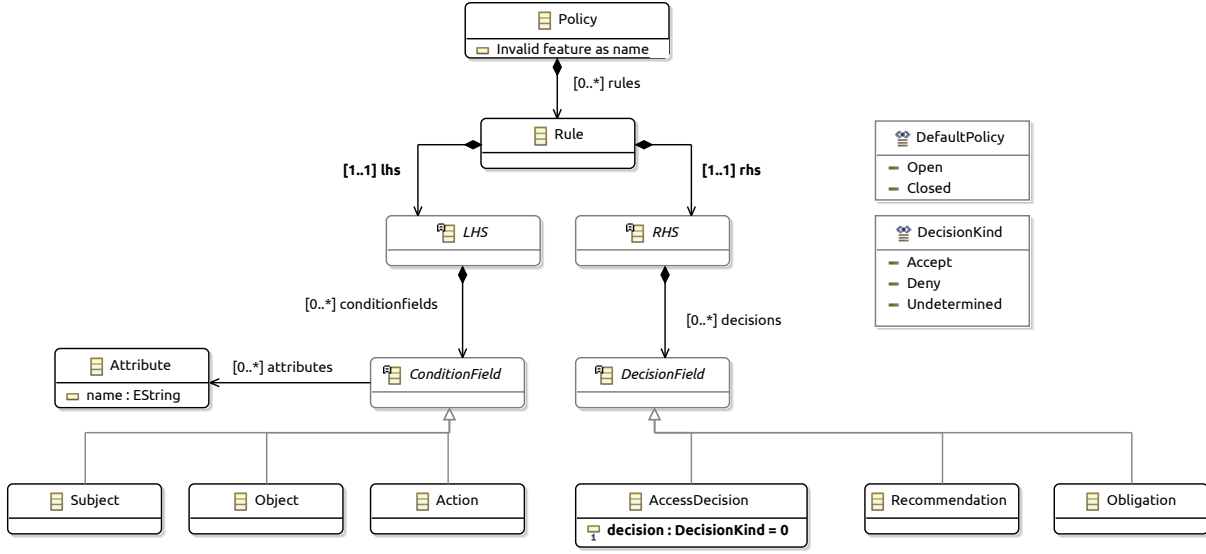 Policy
Invalid feature as name
[0..*] rules
Rule
[1..1] lhs
[1..1] rhs
DefaultPolicy
Open
Closed
LHS
RHS
DecisionKind
Accept
Deny
Undetermined
[0..*] conditionfields
[0..*] decisions
Attribute
name : EString
[0..*] attributes
ConditionField
DecisionField
Subject
Object
Action
AccessDecision
1 decision : DecisionKind = 0
Recommendation
Obligation